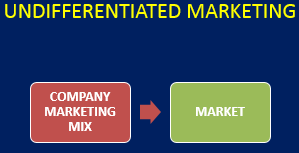 UNDIFFERENTIATED MARKETING
COMPANY
MARKETING
MIX
MARKET